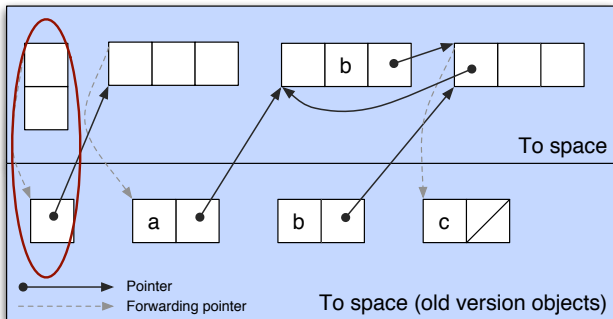 b
To space
a
b
c
Pointer
Forwarding pointer
To space (old version objects)